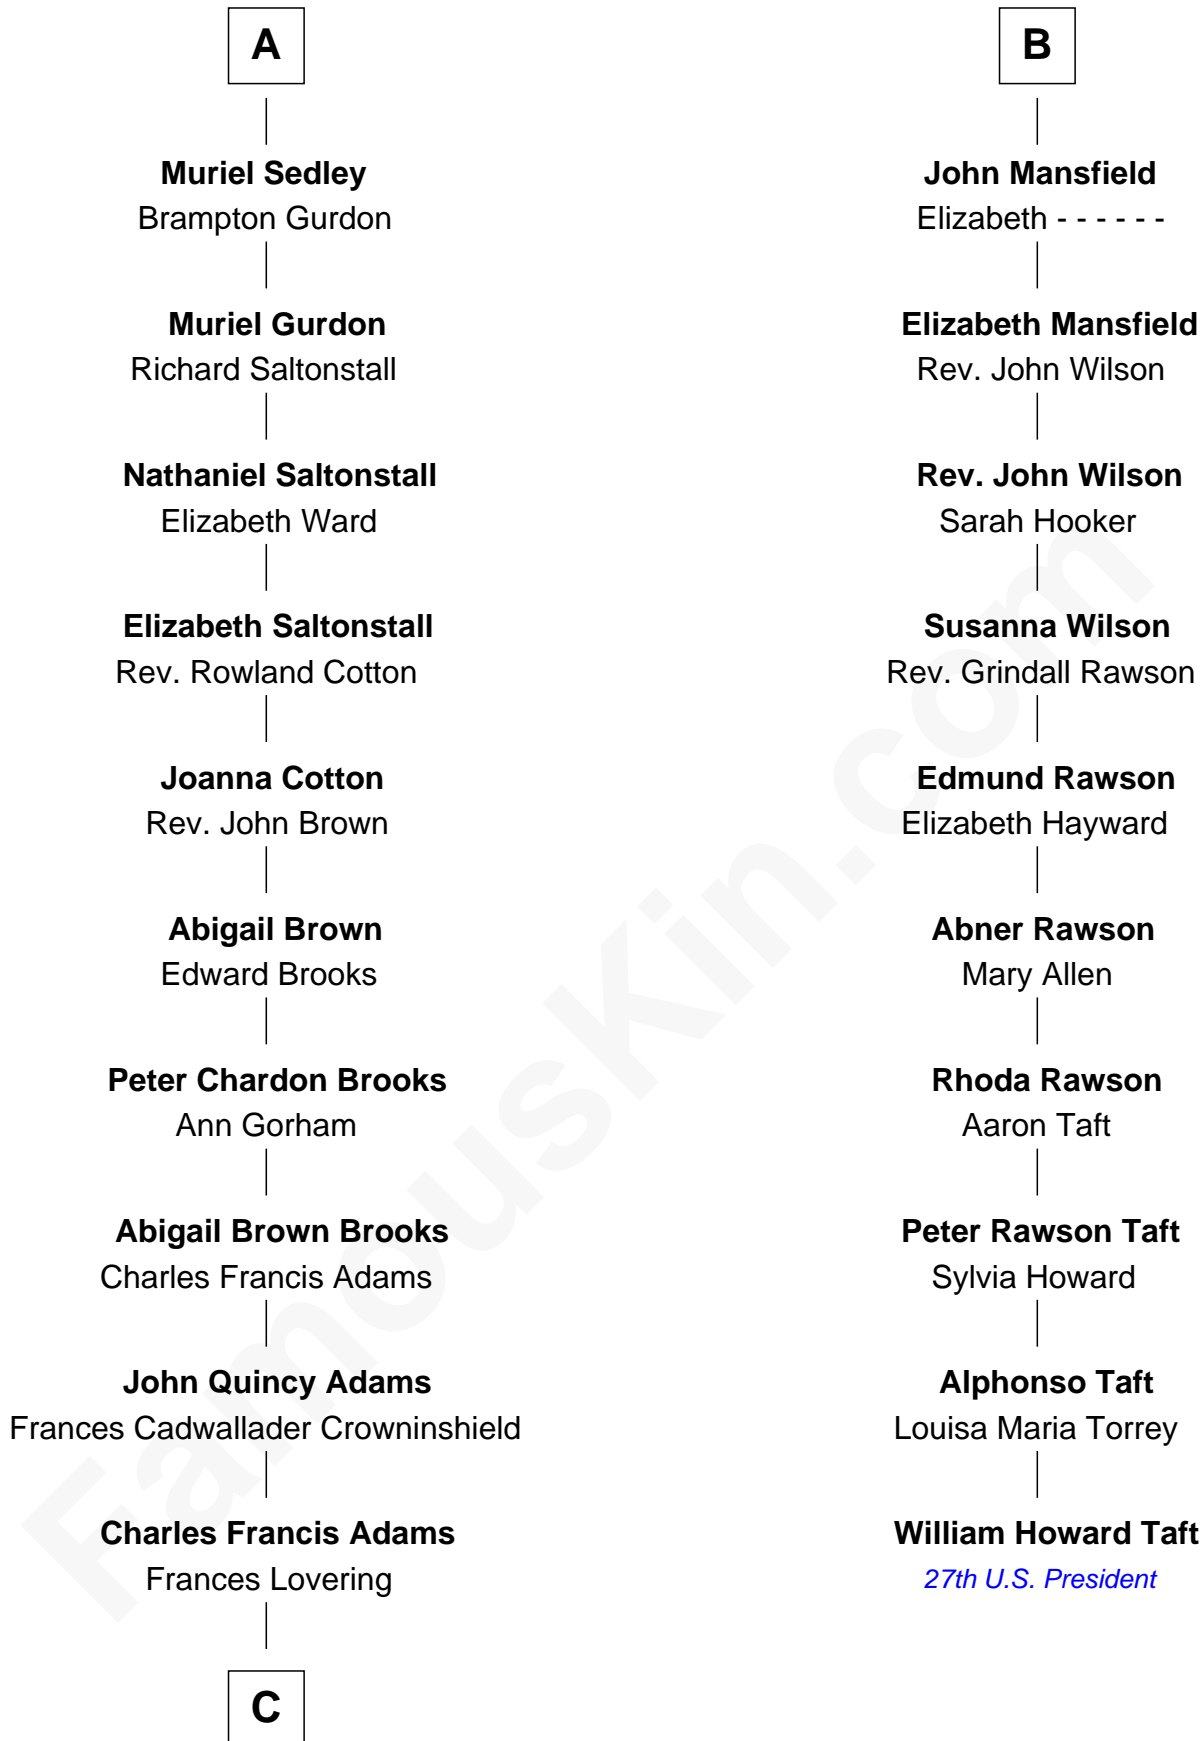 A
Muriel Sedley
Brampton Gurdon
Muriel Gurdon
Richard Saltonstall
Nathaniel Saltonstall
Elizabeth Ward
Elizabeth Saltonstall
Rev. Rowland Cotton
Joanna Cotton
Rev. John Brown
Abigail Brown
Edward Brooks
Peter Chardon Brooks
Ann Gorham
Abigail Brown Brooks
Charles Francis Adams
John Quincy Adams
Frances Cadwallader Crowninshield
Charles Francis Adams
Frances Lovering
C
B
John Mansfield
Elizabeth - - - - - -
Elizabeth Mansfield
Rev. John Wilson
Rev. John Wilson
Sarah Hooker
Susanna Wilson
Rev. Grindall Rawson
Edmund Rawson
Elizabeth Hayward
Abner Rawson
Mary Allen
Rhoda Rawson
Aaron Taft
Peter Rawson Taft
Sylvia Howard
Alphonso Taft
Louisa Maria Torrey
William Howard Taft
27th U.S. President
FamousKin.com